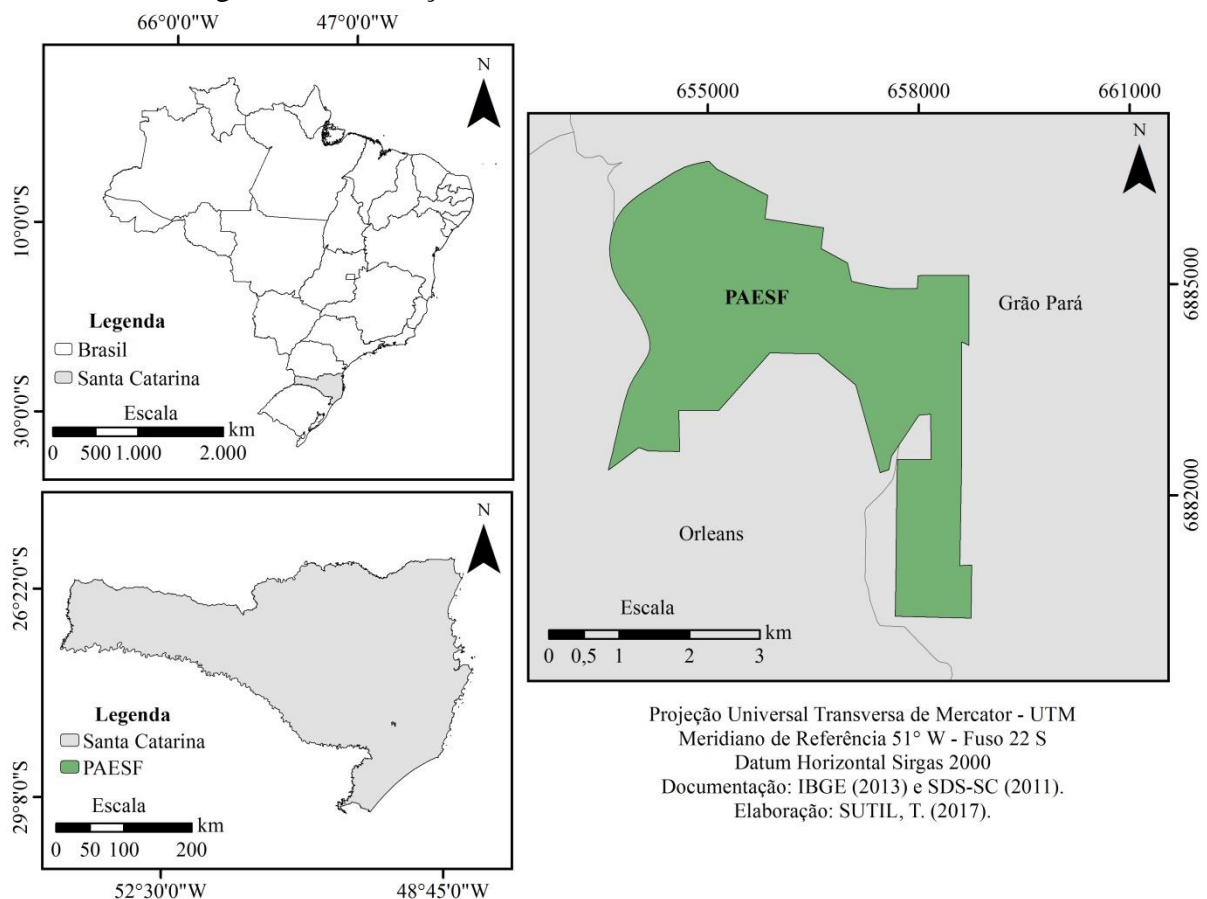 66°0'0"W 47°0'0"W
N
10°0'0"S
30°0'0"S
Legenda
Brasil
Santa Catarina
Escala
km
0 500 1.000 2.000
N
26°22'0"S
29°8'0"S
Legenda
Santa Catarina
PAESF
Escala
km
0 50 100 200
52°30'0"W 48°45'0"W
655000 658000 661000
N
6885000
6882000
PAESF
Grão Pará
Orleans
Escala
km
0 0,5 1 2 3
Projeção Universal Transversa de Mercator - UTM
Meridiano de Referência 51° W - Fuso 22 S
Datum Horizontal Sirgas 2000
Documentação: IBGE (2013) e SDS-SC (2011).
Elaboração: SUTIL, T. (2017).